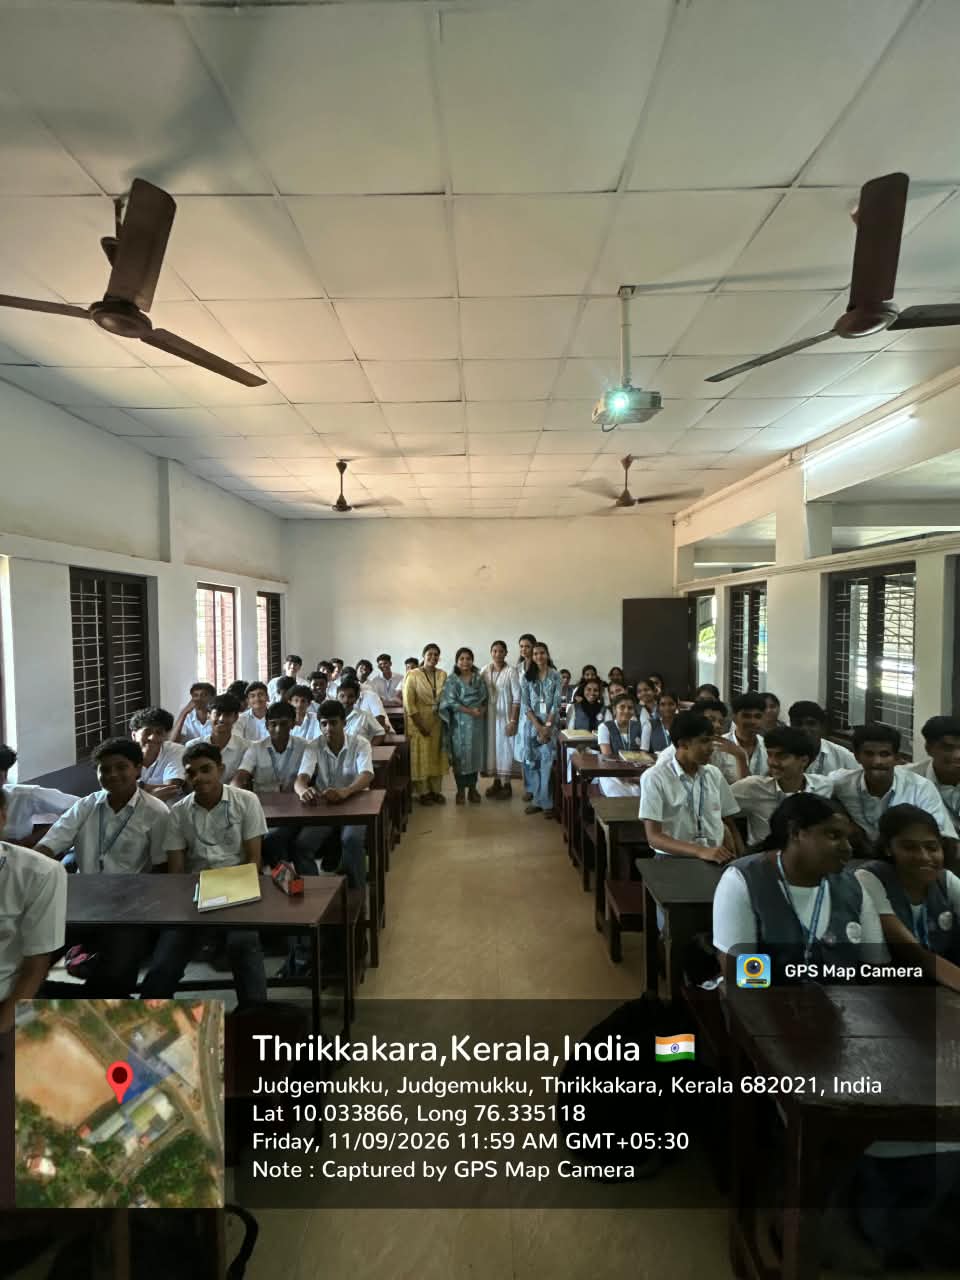 GPS Map Camera
Thrikkakara,Kerala,India 🇮🇳
Judgemukku, Judgemukku, Thrikkakara, Kerala 682021, India
Lat 10.033866, Long 76.335118
Friday, 11/09/2026 11:59 AM GMT+05:30
Note : Captured by GPS Map Camera